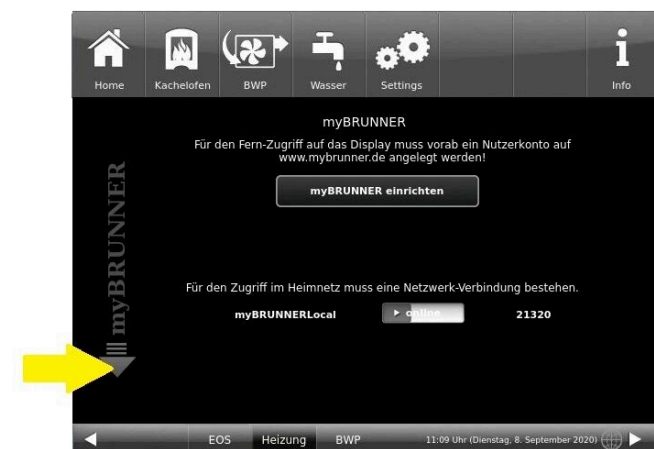 Home Kachelofen BWP Wasser Settings Info
myBRUNNER
Für den Fern-Zugriff auf das Display muss vorab ein Nutzerkonto auf
www.mybrunner.de angelegt werden!
myBRUNNER einrichten
myBRUNNER
Für den Zugriff im Heimnetz muss eine Netzwerk-Verbindung bestehen.
myBRUNNERLocal online 21320
EOS Heizung BWP 11:09 Uhr (Dienstag, 8. September 2020)